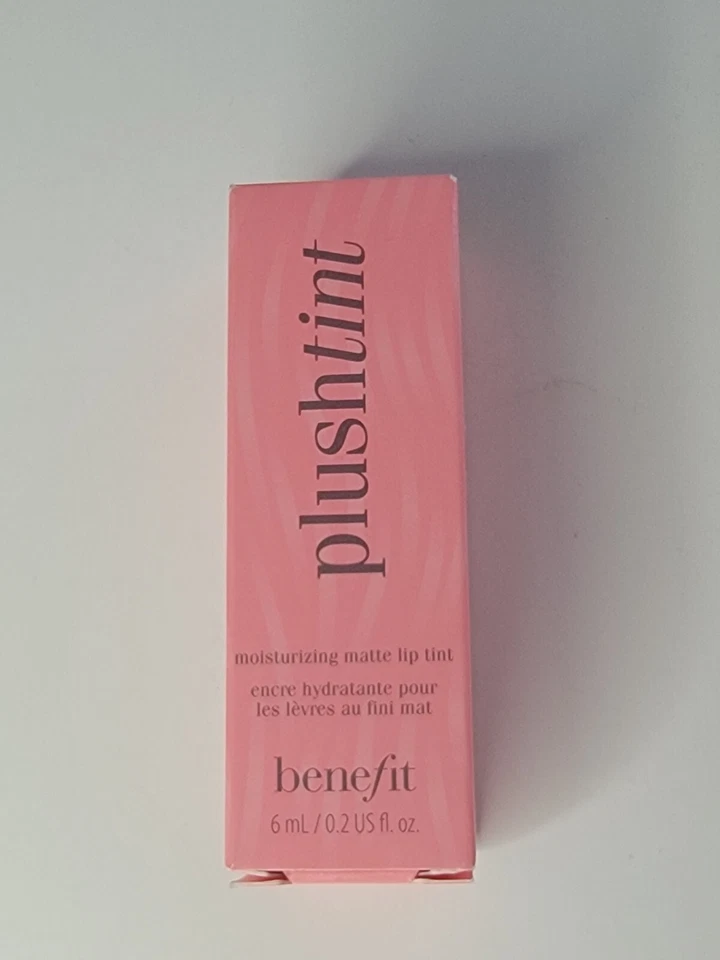 plushtint
moisturizing matte lip tint
encre hydratante pour
les lèvres au fini mat
benefit
6 mL / 0.2 US fl. oz.